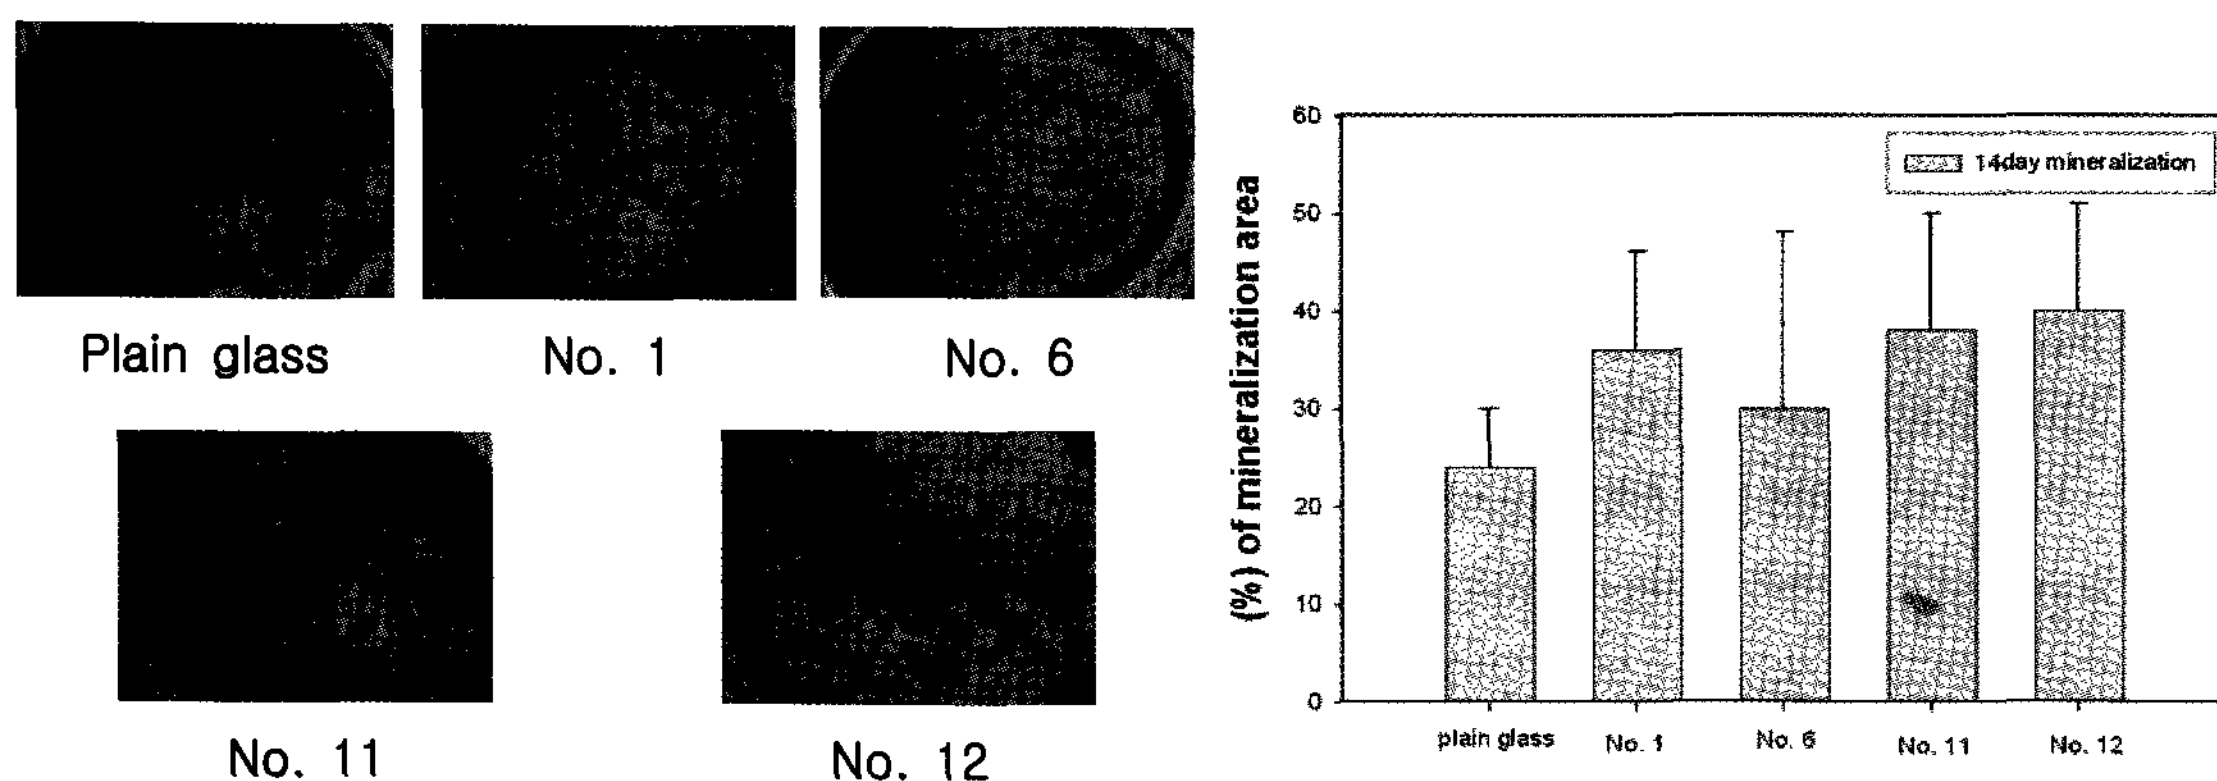 Plain glass
No. 1
No. 6
No. 11
No. 12
(%) of mineralization area
60
50
40
30
20
10
0
14day mineralization
plain glass
No. 1
No. 6
No. 11
No. 12